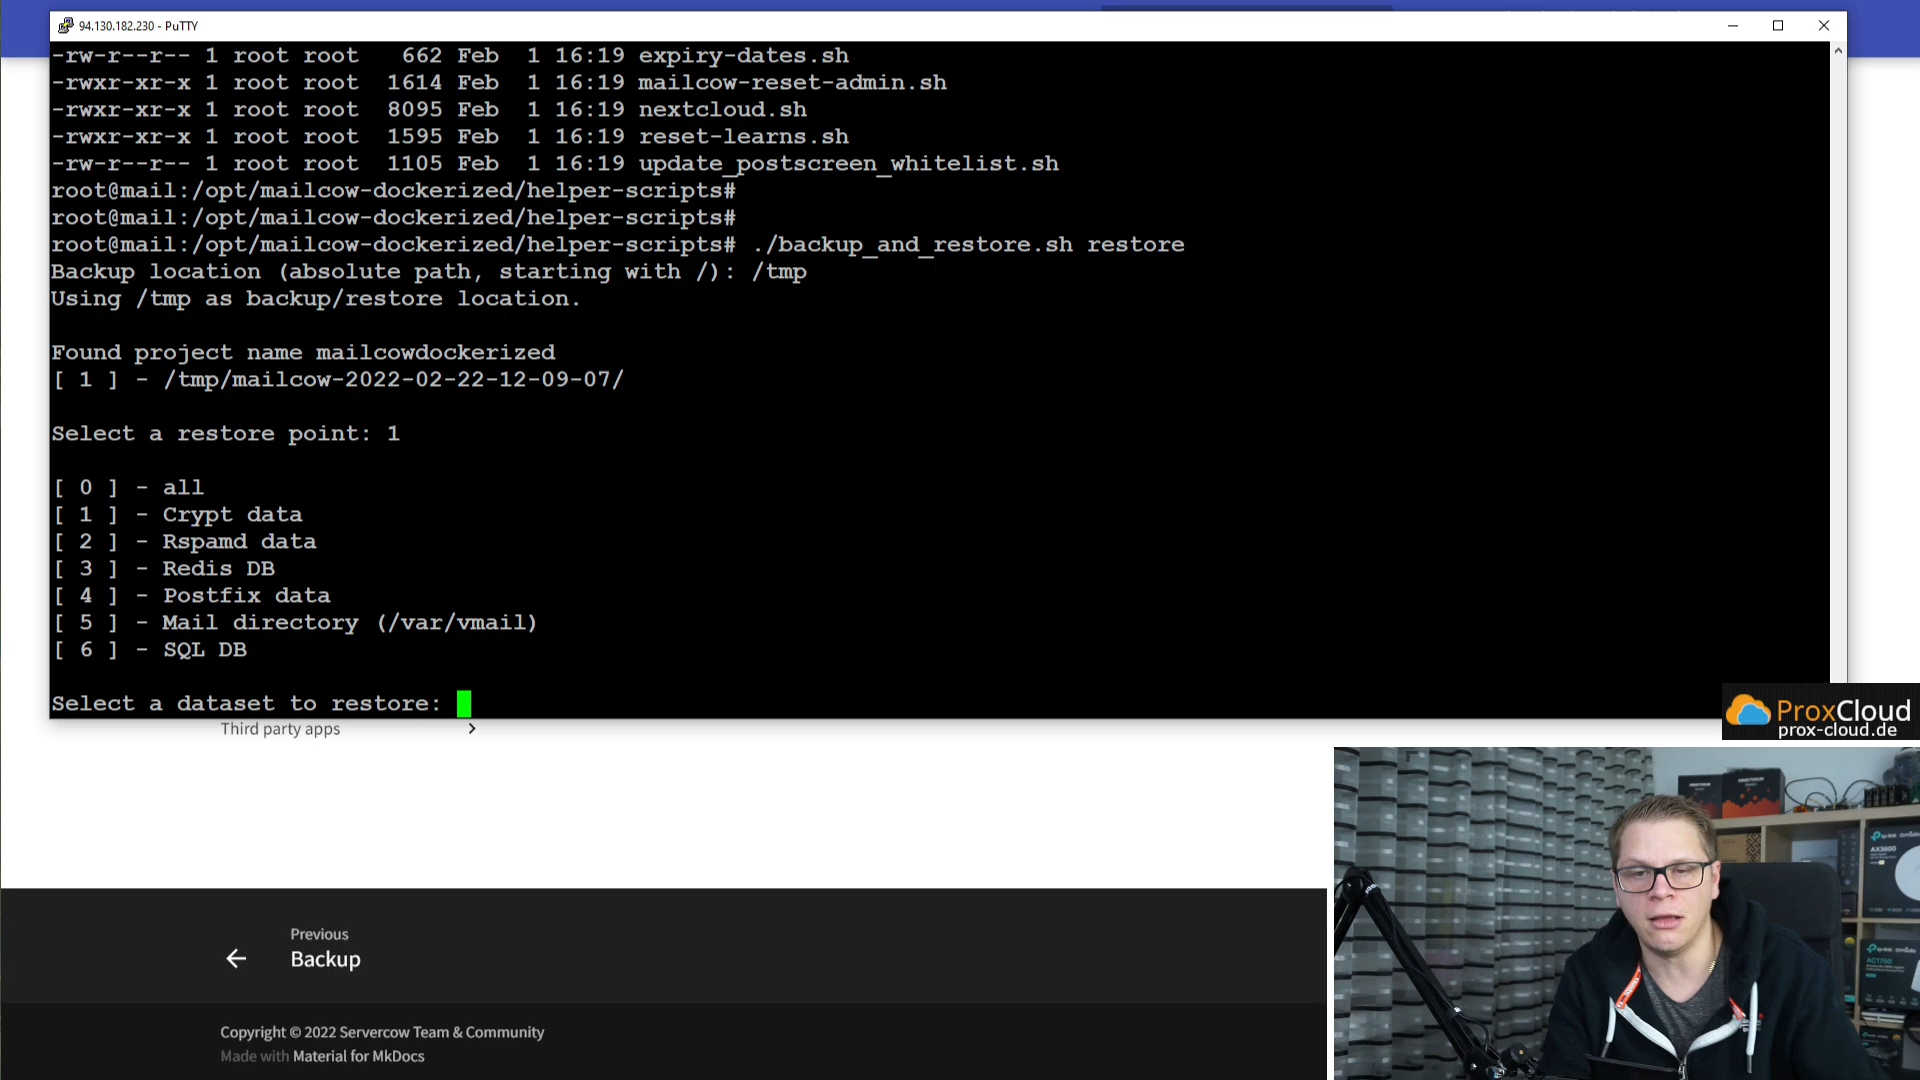 94.130.182.230 - PuTTY
-rw-r--r-- 1 root root   662 Feb  1 16:19 expiry-dates.sh
-rwxr-xr-x 1 root root  1614 Feb  1 16:19 mailcow-reset-admin.sh
-rwxr-xr-x 1 root root  8095 Feb  1 16:19 nextcloud.sh
-rwxr-xr-x 1 root root  1595 Feb  1 16:19 reset-learns.sh
-rw-r--r-- 1 root root  1105 Feb  1 16:19 update_postscreen_whitelist.sh
root@mail:/opt/mailcow-dockerized/helper-scripts#
root@mail:/opt/mailcow-dockerized/helper-scripts#
root@mail:/opt/mailcow-dockerized/helper-scripts# ./backup_and_restore.sh restore
Backup location (absolute path, starting with /): /tmp
Using /tmp as backup/restore location.
Found project name mailcowdockerized
[ 1 ] - /tmp/mailcow-2022-02-22-12-09-07/
Select a restore point: 1
[ 0 ] - all
[ 1 ] - Crypt data
[ 2 ] - Rspamd data
[ 3 ] - Redis DB
[ 4 ] - Postfix data
[ 5 ] - Mail directory (/var/vmail)
[ 6 ] - SQL DB
Select a dataset to restore:
Third party apps
ProxCloud
prox-cloud.de
Previous
Backup
Copyright © 2022 Servercow Team & Community
Made with Material for MkDocs
tp-link omada
AX3600
tp-link omada
AC1750